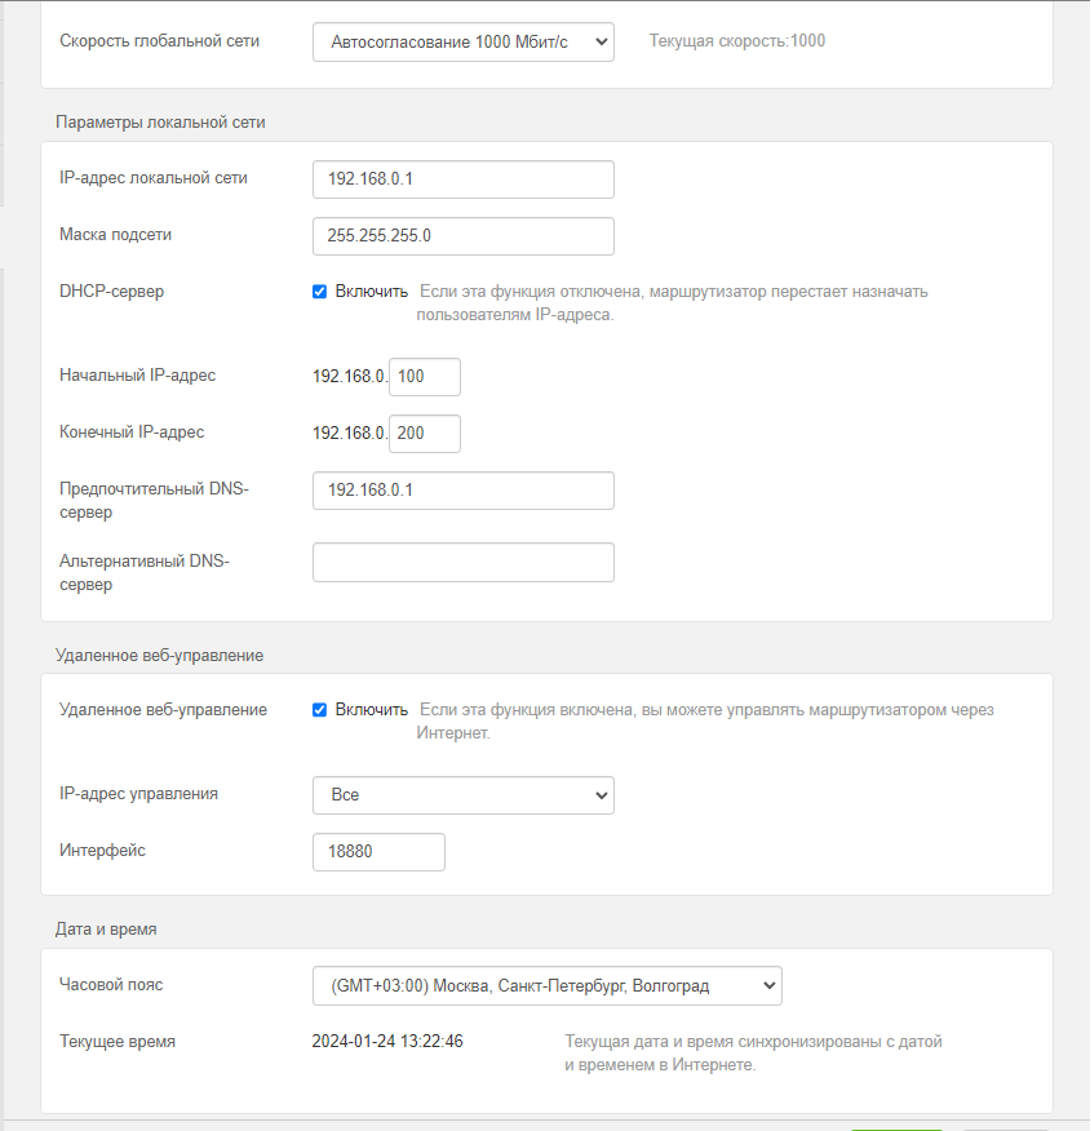 Скорость глобальной сети Автосогласование 1000 Мбит/с Текущая скорость:1000
Параметры локальной сети
IP-адрес локальной сети 192.168.0.1
Маска подсети 255.255.255.0
DHCP-сервер Включить Если эта функция отключена, маршрутизатор перестает назначать
пользователям IP-адреса.
Начальный IP-адрес 192.168.0. 100
Конечный IP-адрес 192.168.0. 200
Предпочтительный DNS- 192.168.0.1
сервер
Альтернативный DNS-
сервер
Удаленное веб-управление
Удаленное веб-управление Включить Если эта функция включена, вы можете управлять маршрутизатором через
Интернет.
IP-адрес управления Все
Интерфейс 18880
Дата и время
Часовой пояс (GMT+03:00) Москва, Санкт-Петербург, Волгоград
Текущее время 2024-01-24 13:22:46 Текущая дата и время синхронизированы с датой
и временем в Интернете.